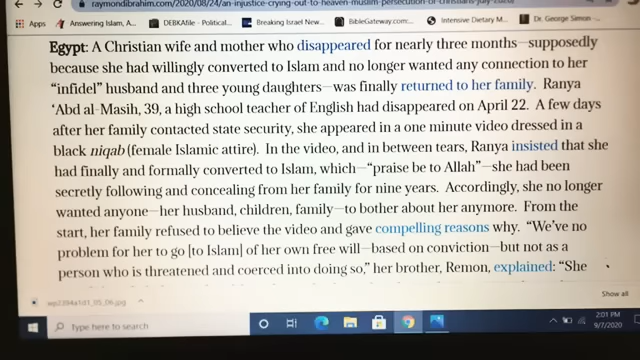 raymondibrahim.com/2020/08/24/an-injustice-crying-out-to-heaven-muslim-persecution-of-christians-july-2020/
Apps Answering Islam, A... DEBKAfile - Political... Breaking Israel New... BibleGateway.com:... Intensive Dietary M... Dr. George Simon -...
Egypt: A Christian wife and mother who disappeared for nearly three months—supposedly
because she had willingly converted to Islam and no longer wanted any connection to her
“infidel” husband and three young daughters—was finally returned to her family. Ranya
‘Abd al-Masih, 39, a high school teacher of English had disappeared on April 22. A few days
after her family contacted state security, she appeared in a one minute video dressed in a
black niqab (female Islamic attire). In the video, and in between tears, Ranya insisted that she
had finally and formally converted to Islam, which—“praise be to Allah”—she had been
secretly following and concealing from her family for nine years. Accordingly, she no longer
wanted anyone—her husband, children, family—to bother about her anymore. From the
start, her family refused to believe the video and gave compelling reasons why. “We’ve no
problem for her to go [to Islam] of her own free will—based on conviction—but not as a
person who is threatened and coerced into doing so,” her brother, Remon, explained: “She
wp2394a1d1_05_06.jpg
Show all
Type here to search
2:01 PM
9/7/2020